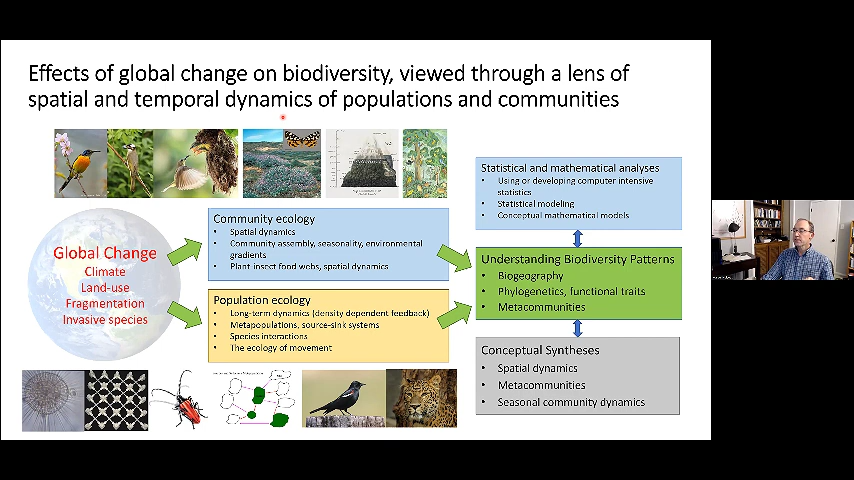 Effects of global change on biodiversity, viewed through a lens of
spatial and temporal dynamics of populations and communities
Global Change
Climate
Land-use
Fragmentation
Invasive species
Community ecology
• Spatial dynamics
• Community assembly, seasonality, environmental
gradients
• Plant-insect food webs, spatial dynamics
Population ecology
• Long-term dynamics (density dependent feedback)
• Metapopulations, source-sink systems
• Species interactions
• The ecology of movement
Statistical and mathematical analyses
• Using or developing computer intensive
statistics
• Statistical modeling
• Conceptual mathematical models
Understanding Biodiversity Patterns
• Biogeography
• Phylogenetics, functional traits
• Metacommunities
Conceptual Syntheses
• Spatial dynamics
• Metacommunities
• Seasonal community dynamics